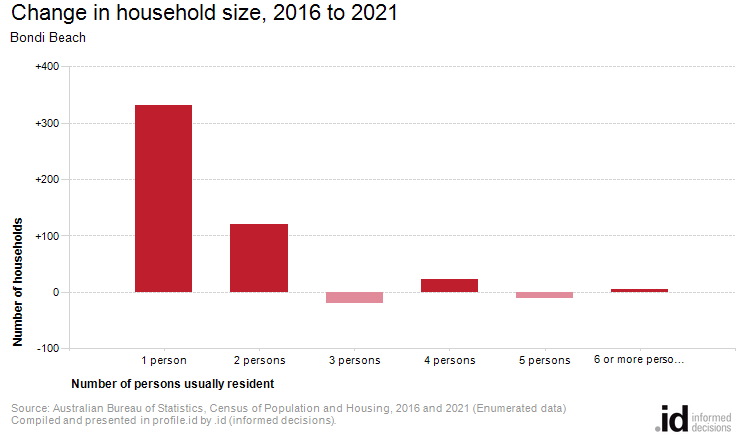 Change in household size, 2016 to 2021
Bondi Beach
+400
+300
+200
+100
0
-100
Number of households
1 person
2 persons
3 persons
4 persons
5 persons
6 or more perso...
Number of persons usually resident
Source: Australian Bureau of Statistics, Census of Population and Housing, 2016 and 2021 (Enumerated data)
Compiled and presented in profile.id by .id (informed decisions).
.id informed
decisions